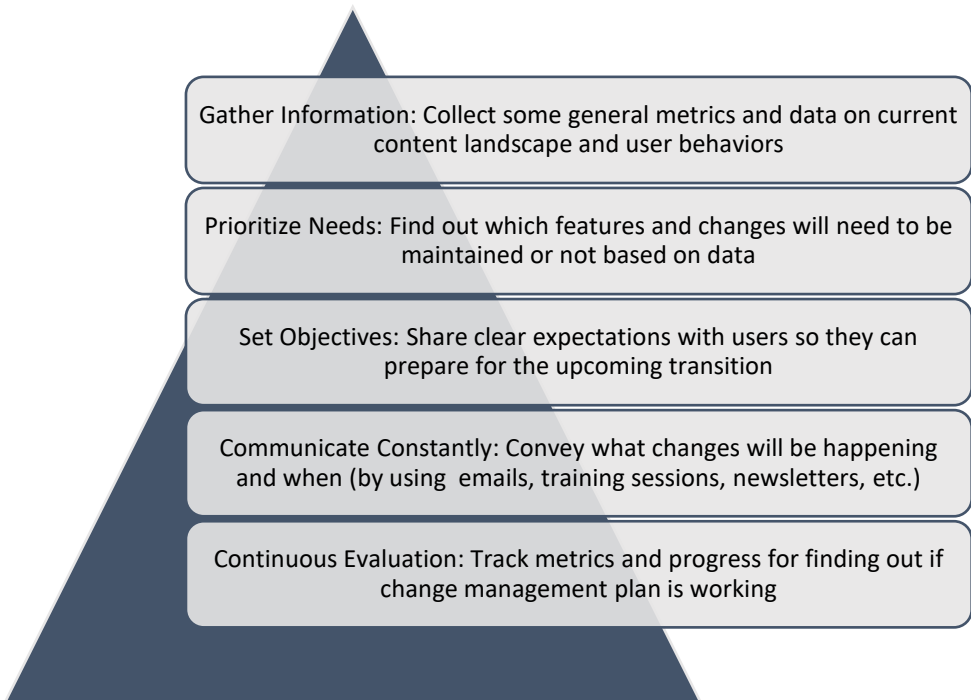 Gather Information: Collect some general metrics and data on current
content landscape and user behaviors
Prioritize Needs: Find out which features and changes will need to be
maintained or not based on data
Set Objectives: Share clear expectations with users so they can
prepare for the upcoming transition
Communicate Constantly: Convey what changes will be happening
and when (by using  emails, training sessions, newsletters, etc.)
Continuous Evaluation: Track metrics and progress for finding out if
change management plan is working